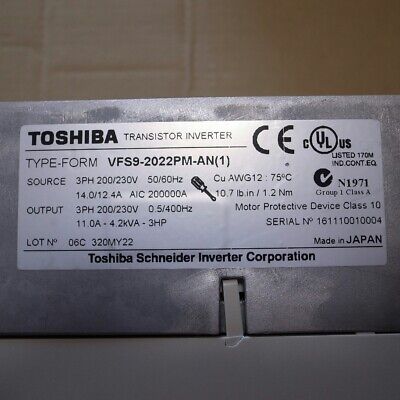 TOSHIBA TRANSISTOR INVERTER
CE
C UL US
LISTED 170M
IND.CONT.EQ.
TYPE-FORM VFS9-2022PM-AN(1)
SOURCE 3PH 200/230V 50/60Hz Cu AWG12 : 75°C
14.0/12.4A AIC 200000A 10.7 lb.in / 1.2 Nm
N1971
Group 1 Class A
OUTPUT 3PH 200/230V 0.5/400Hz Motor Protective Device Class 10
11.0A - 4.2kVA - 3HP SERIAL Nº 161110010004
LOT Nº 06C 320MY22 Made in JAPAN
Toshiba Schneider Inverter Corporation